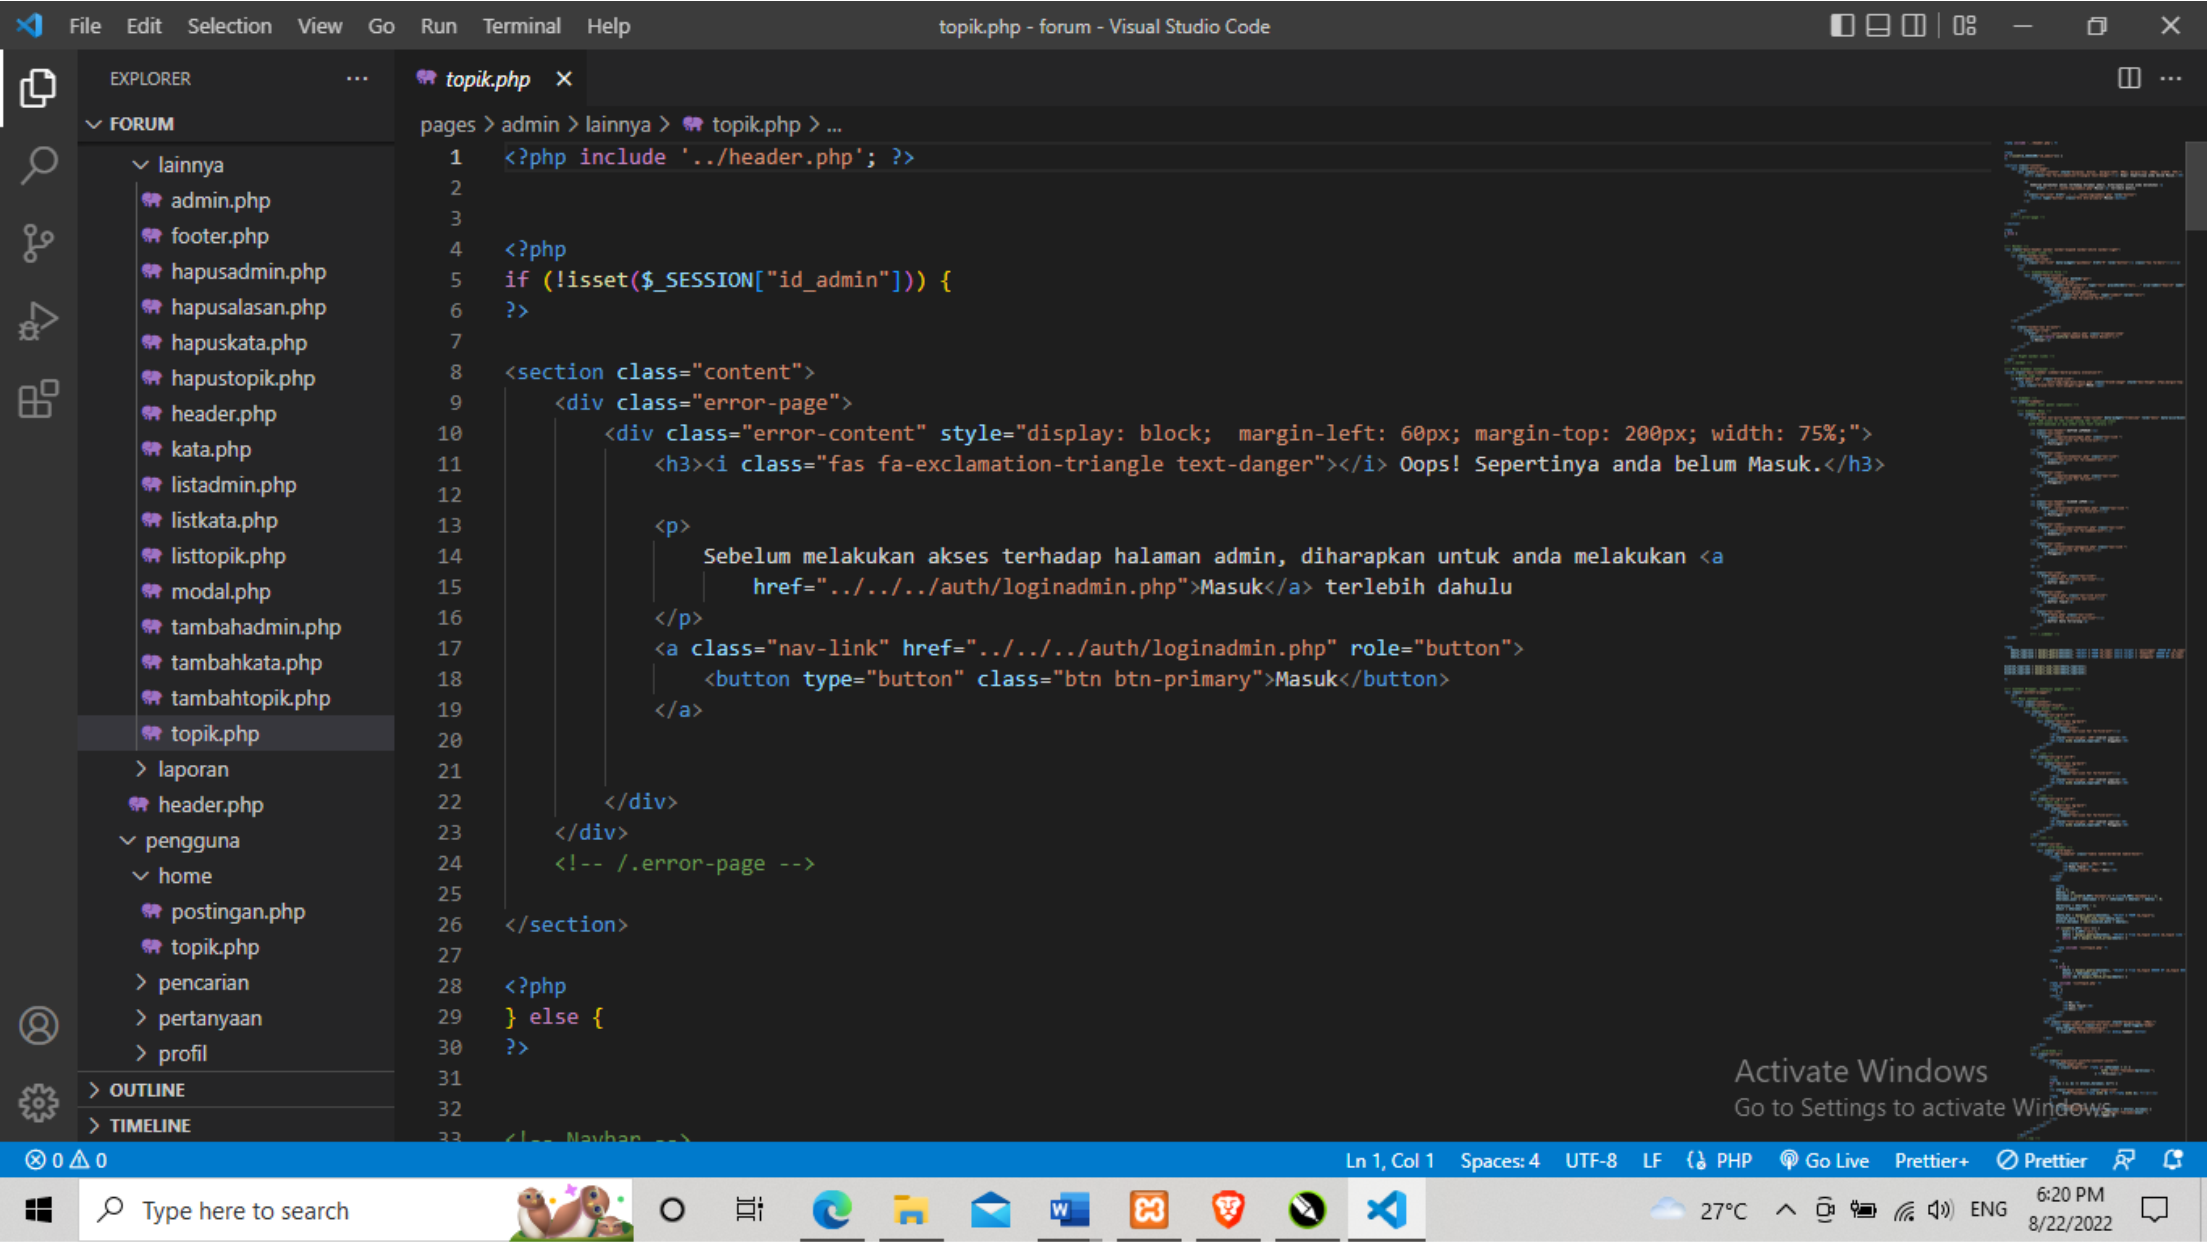 File Edit Selection View Go Run Terminal Help
topik.php - forum - Visual Studio Code
EXPLORER
FORUM
lainnya
admin.php
footer.php
hapusadmin.php
hapusalasan.php
hapuskata.php
hapustopik.php
header.php
kata.php
listadmin.php
listkata.php
listtopik.php
modal.php
tambahadmin.php
tambahkata.php
tambahtopik.php
topik.php
laporan
header.php
pengguna
home
postingan.php
topik.php
pencarian
pertanyaan
profil
OUTLINE
TIMELINE
topik.php
pages > admin > lainnya > topik.php > ...
1 <?php include '../header.php'; ?>
2
3
4 <?php
5 if (!isset($_SESSION["id_admin"])) {
6 ?>
7
8 <section class="content">
9 <div class="error-page">
10 <div class="error-content" style="display: block;  margin-left: 60px; margin-top: 200px; width: 75%;">
11 <h3><i class="fas fa-exclamation-triangle text-danger"></i> Oops! Sepertinya anda belum Masuk.</h3>
12
13 <p>
14 Sebelum melakukan akses terhadap halaman admin, diharapkan untuk anda melakukan <a
15 href="../../../auth/loginadmin.php">Masuk</a> terlebih dahulu
16 </p>
17 <a class="nav-link" href="../../../auth/loginadmin.php" role="button">
18 <button type="button" class="btn btn-primary">Masuk</button>
19 </a>
20
21
22 </div>
23 </div>
24 <!-- /.error-page -->
25
26 </section>
27
28 <?php
29 } else {
30 ?>
31
32
33 <!-- Navbar -->
Activate Windows
Go to Settings to activate Windows.
0 0
Ln 1, Col 1 Spaces: 4 UTF-8 LF PHP Go Live Prettier+ Prettier
Type here to search
27°C
ENG
6:20 PM
8/22/2022